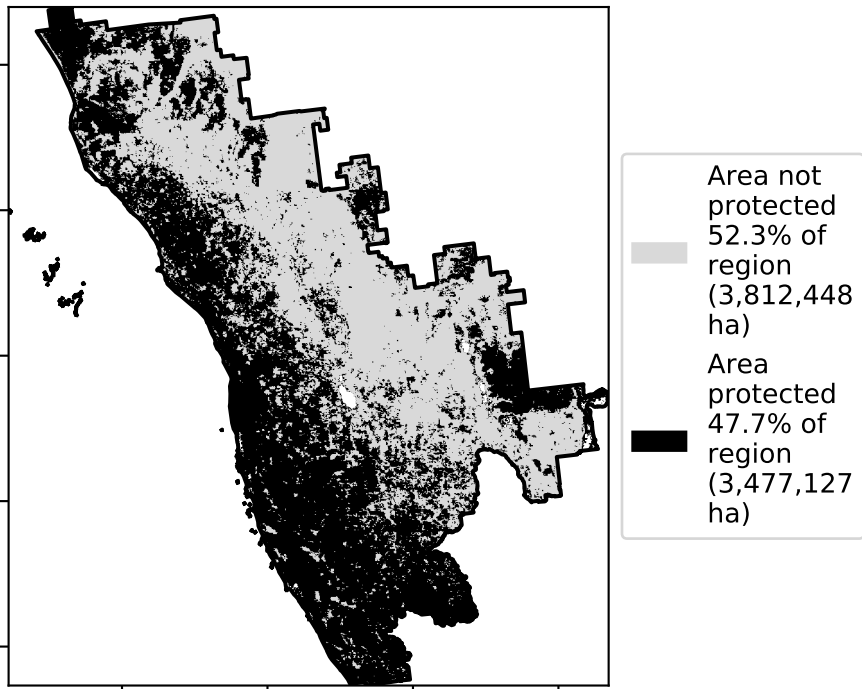 Area not
protected
52.3% of
region
(3,812,448
ha)
Area
protected
47.7% of
region
(3,477,127
ha)